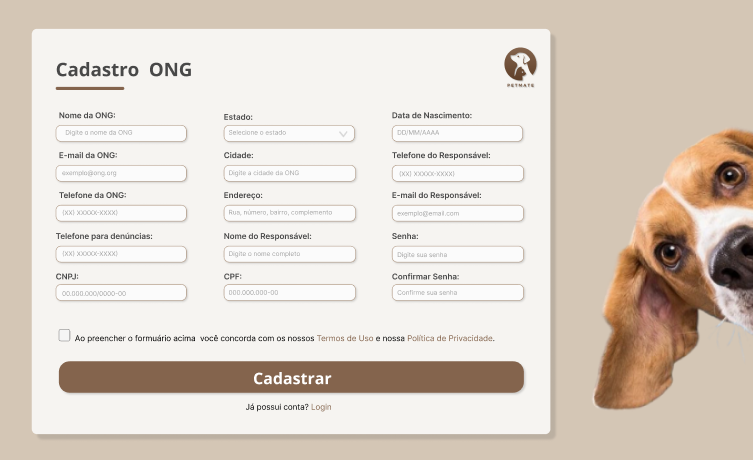 Cadastro ONG
PETMATE
Nome da ONG:
Digite o nome da ONG
E-mail da ONG:
exemplo@ong.org
Telefone da ONG:
(XX) XXXXX-XXXX)
Telefone para denúncias:
(XX) XXXXX-XXXX)
CNPJ:
00.000.000/0000-00
Estado:
Selecione o estado
Cidade:
Digite a cidade da ONG
Endereço:
Rua, número, bairro, complemento
Nome do Responsável:
Digite o nome completo
CPF:
000.000.000-00
Data de Nascimento:
DD/MM/AAAA
Telefone do Responsável:
(XX) XXXXX-XXXX)
E-mail do Responsável:
exemplo@email.com
Senha:
Digite sua senha
Confirmar Senha:
Confirme sua senha
Ao preencher o formuário acima você concorda com os nossos Termos de Uso e nossa Política de Privacidade.
Cadastrar
Já possui conta? Login